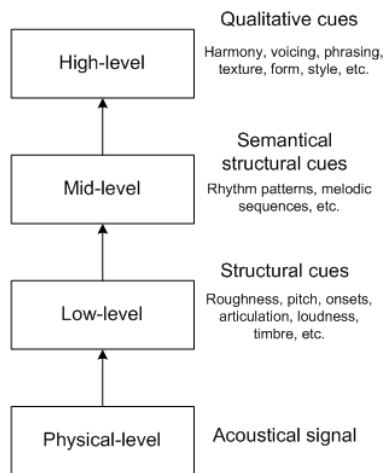 Qualitative cues
High-level
Harmony, voicing, phrasing,
texture, form, style, etc.
Semantical
structural cues
Mid-level
Rhythm patterns, melodic
sequences, etc.
Structural cues
Low-level
Roughness, pitch, onsets,
articulation, loudness,
timbre, etc.
Physical-level
Acoustical signal